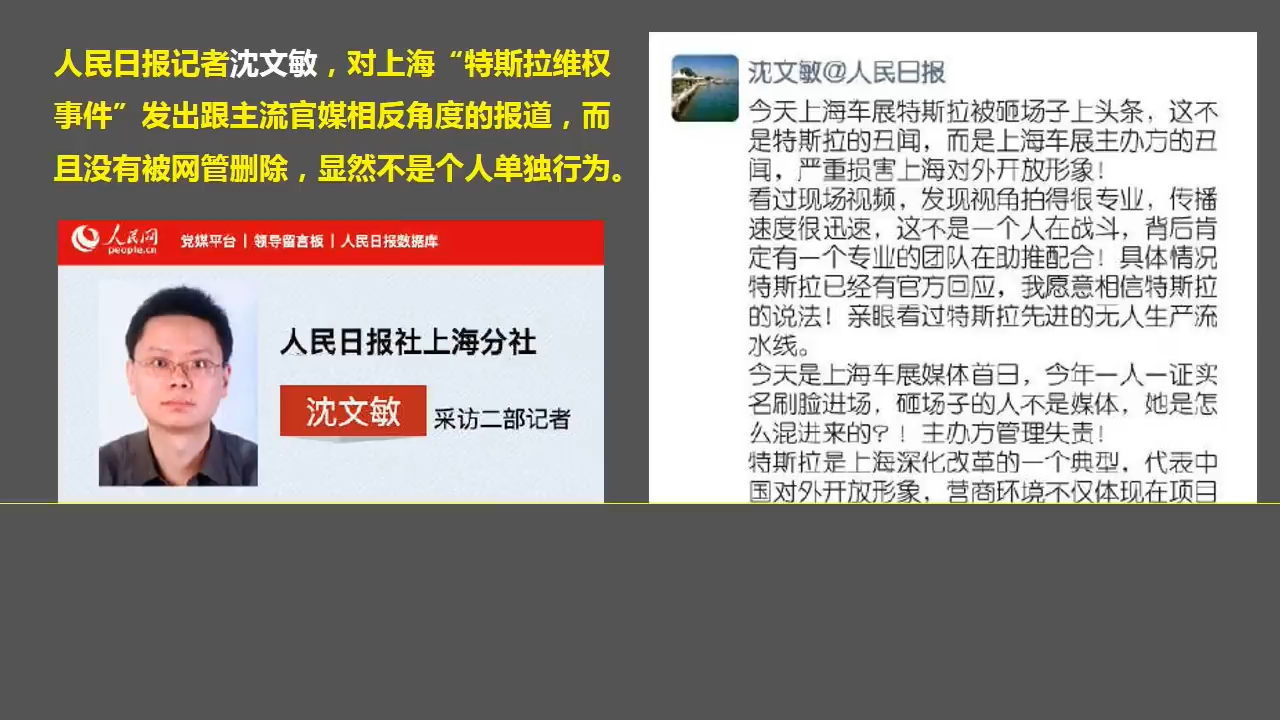 人民日报记者沈文敏，对上海“特斯拉维权
事件”发出跟主流官媒相反角度的报道，而
且没有被网管删除，显然不是个人单独行为。
人民网
people.cn
党媒平台 | 领导留言板 | 人民日报数据库
人民日报社上海分社
沈文敏 采访二部记者
沈文敏@人民日报
今天上海车展特斯拉被砸场子上头条，这不
是特斯拉的丑闻，而是上海车展主办方的丑
闻，严重损害上海对外开放形象！
看过现场视频，发现视角拍得很专业，传播
速度很迅速，这不是一个人在战斗，背后肯
定有一个专业的团队在助推配合！具体情况
特斯拉已经有官方回应，我愿意相信特斯拉
的说法！亲眼看过特斯拉先进的无人生产流
水线。
今天是上海车展媒体首日，今年一人一证实
名刷脸进场，砸场子的人不是媒体，她是怎
么混进来的？！主办方管理失责！
特斯拉是上海深化改革的一个典型，代表中
国对外开放形象，营商环境不仅体现在项目